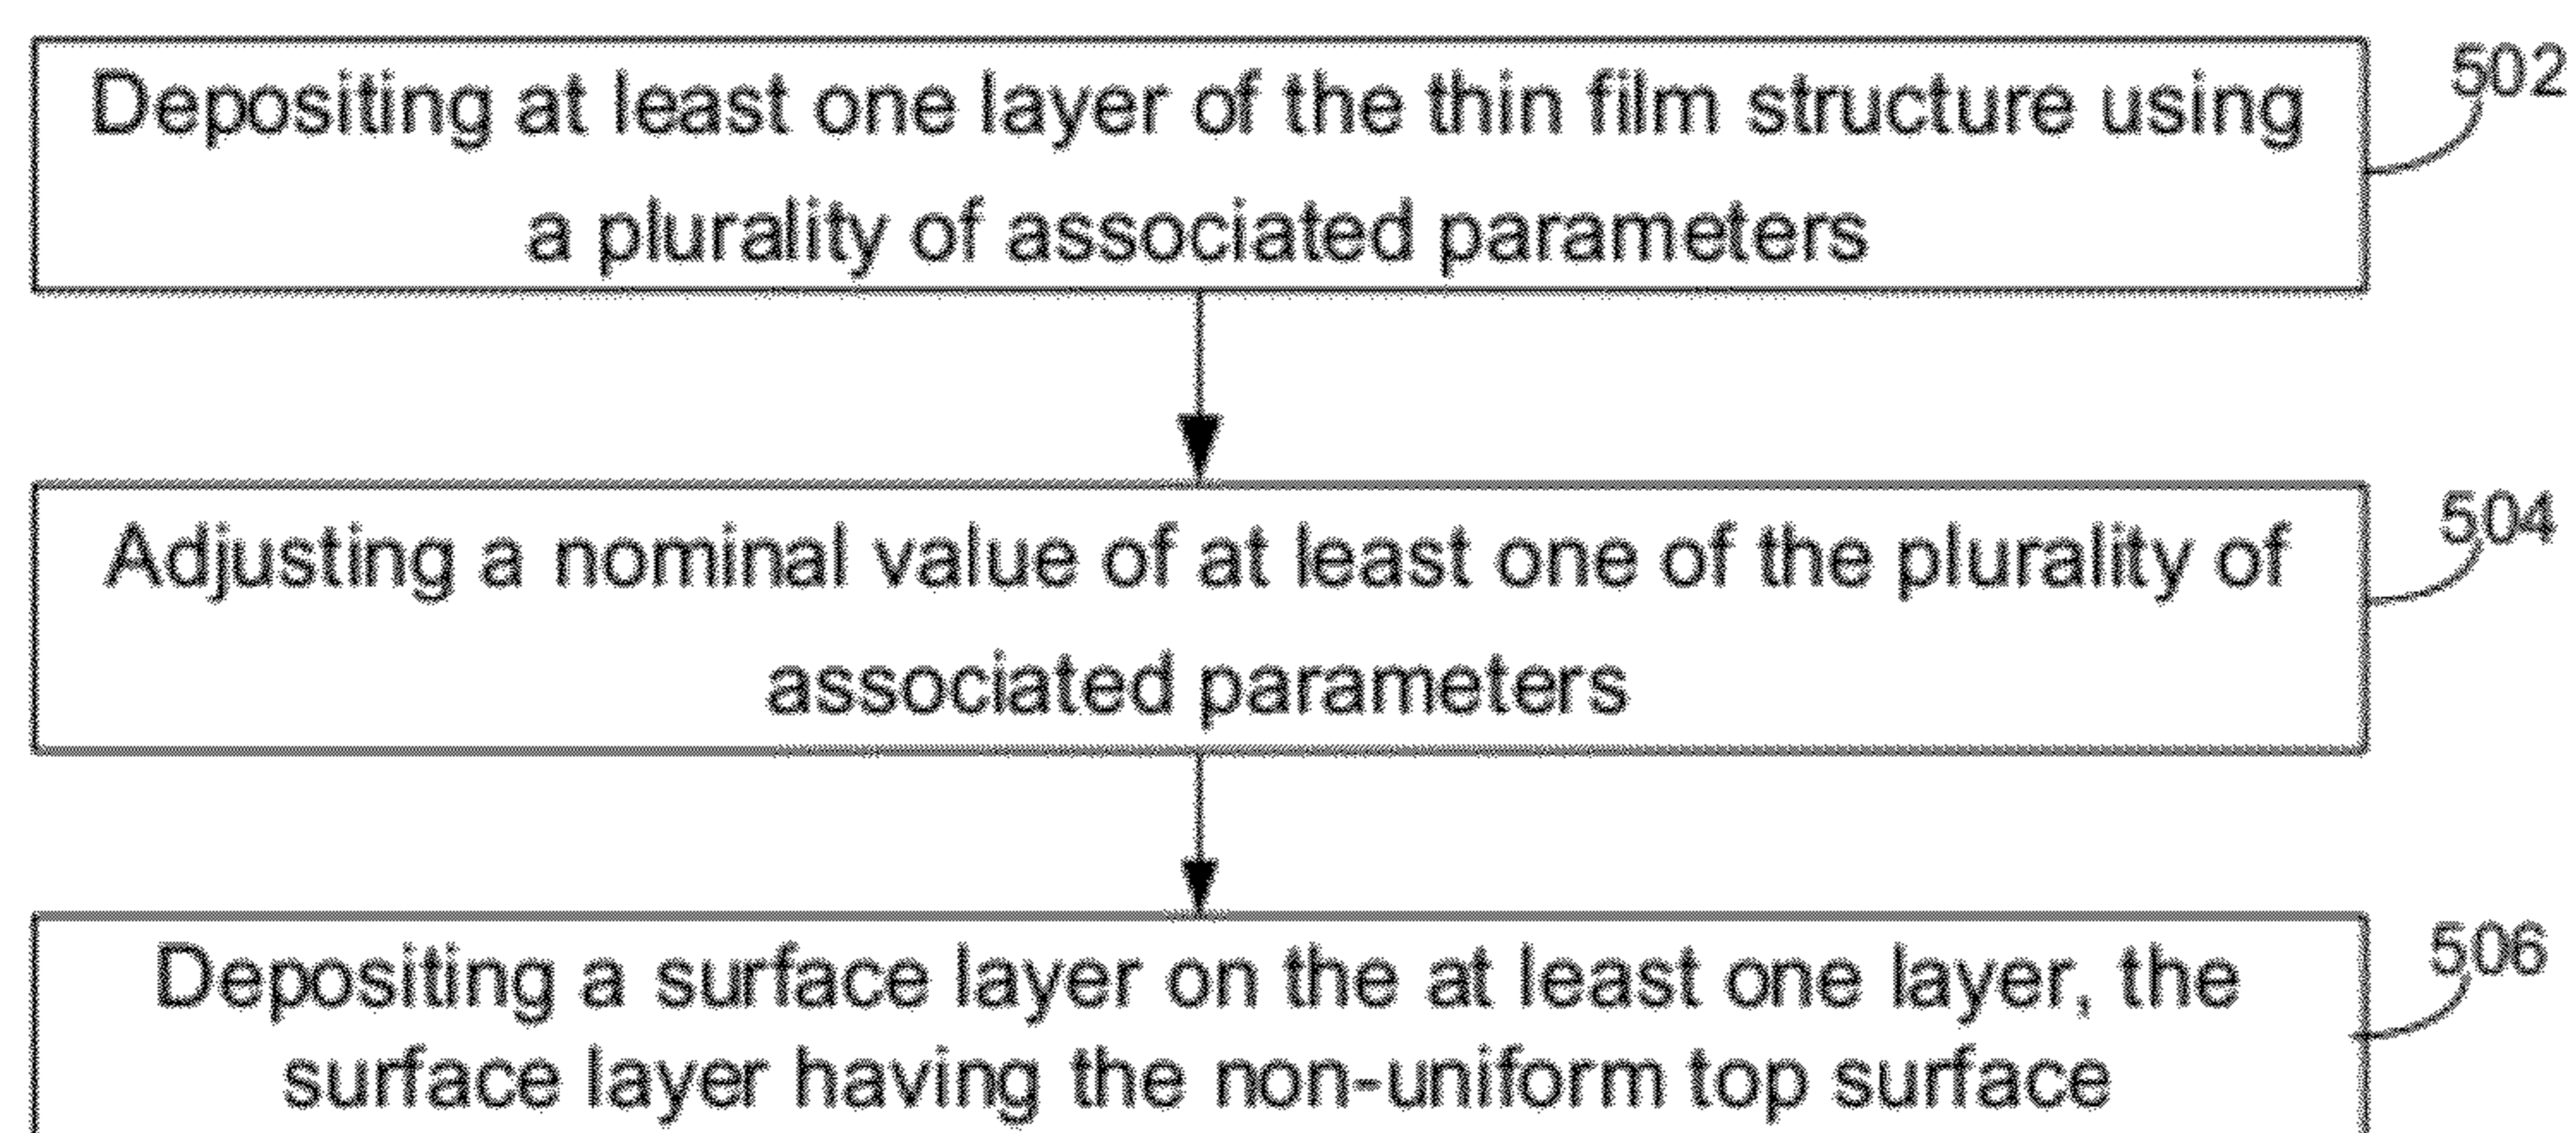 Depositing at least one layer of the thin film structure using
a plurality of associated parameters
502
Adjusting a nominal value of at least one of the plurality of
associated parameters
504
Depositing a surface layer on the at least one layer, the
surface layer having the non-uniform top surface
506